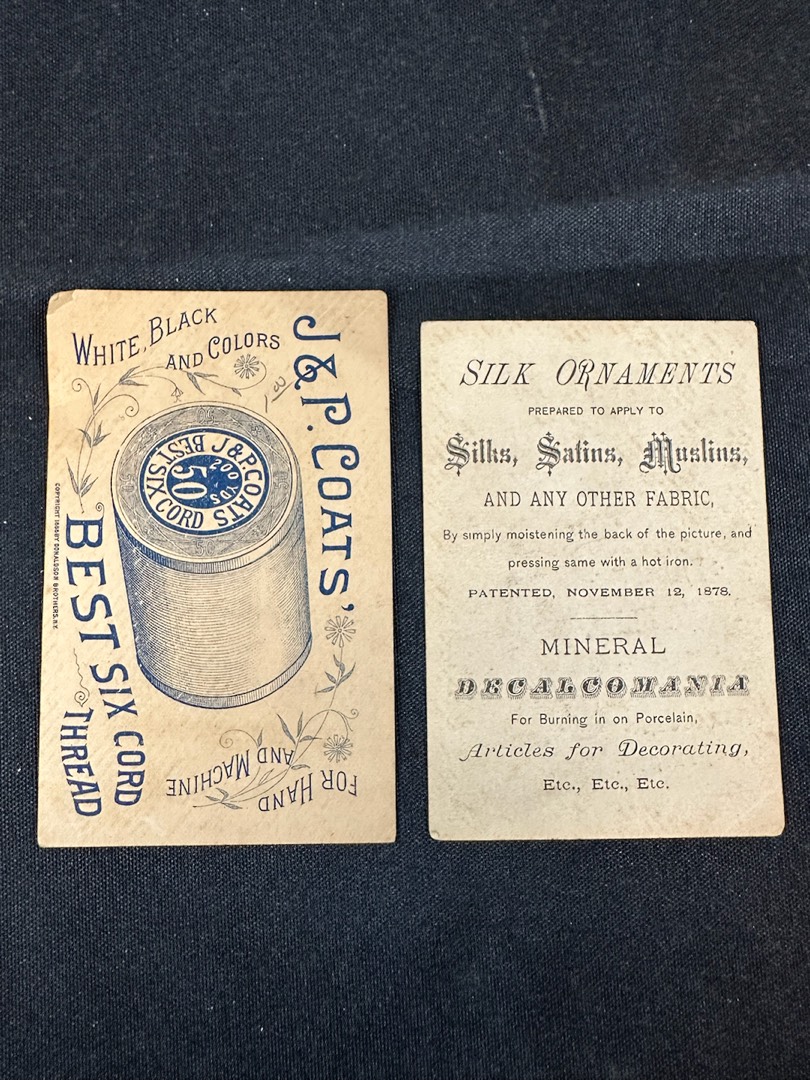 WHITE, BLACK
AND COLORS
J & P. COATS'
J & P. COATS
BEST SIX CORD
200 YDS
50
BEST SIX CORD
THREAD
FOR HAND
AND MACHINE
BY DONALDSON BROTHERS, N.Y.
SILK ORNAMENTS
PREPARED TO APPLY TO
Silks, Satins, Muslins,
AND ANY OTHER FABRIC,
By simply moistening the back of the picture, and
pressing same with a hot iron.
PATENTED, NOVEMBER 12, 1878.
MINERAL
DECALCOMANIA
For Burning in on Porcelain,
Articles for Decorating,
Etc., Etc., Etc.